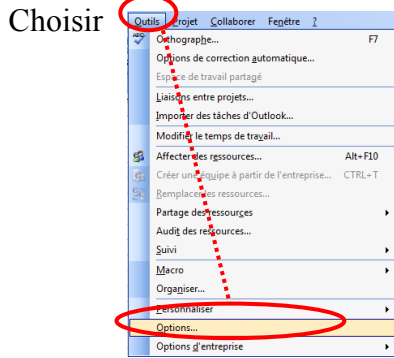 Choisir
Outils Projet Collaborer Fenêtre ?
Orthographe... F7
Options de correction automatique...
Espace de travail partagé
Liaisons entre projets...
Importer des tâches d'Outlook...
Modifier le temps de travail...
Affecter des ressources... Alt+F10
Créer une équipe à partir de l'entreprise... CTRL+T
Remplacer les ressources...
Partage des ressources
Audit des ressources...
Suivi
Macro
Organiser...
Personnaliser
Options...
Options d'entreprise